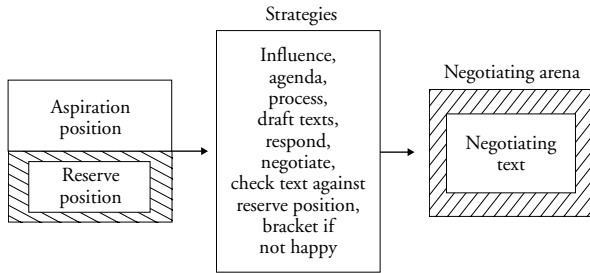 Strategies
Aspiration
position
Reserve
position
Influence,
agenda,
process,
draft texts,
respond,
negotiate,
check text against
reserve position,
bracket if
not happy
Negotiating arena
Negotiating
text